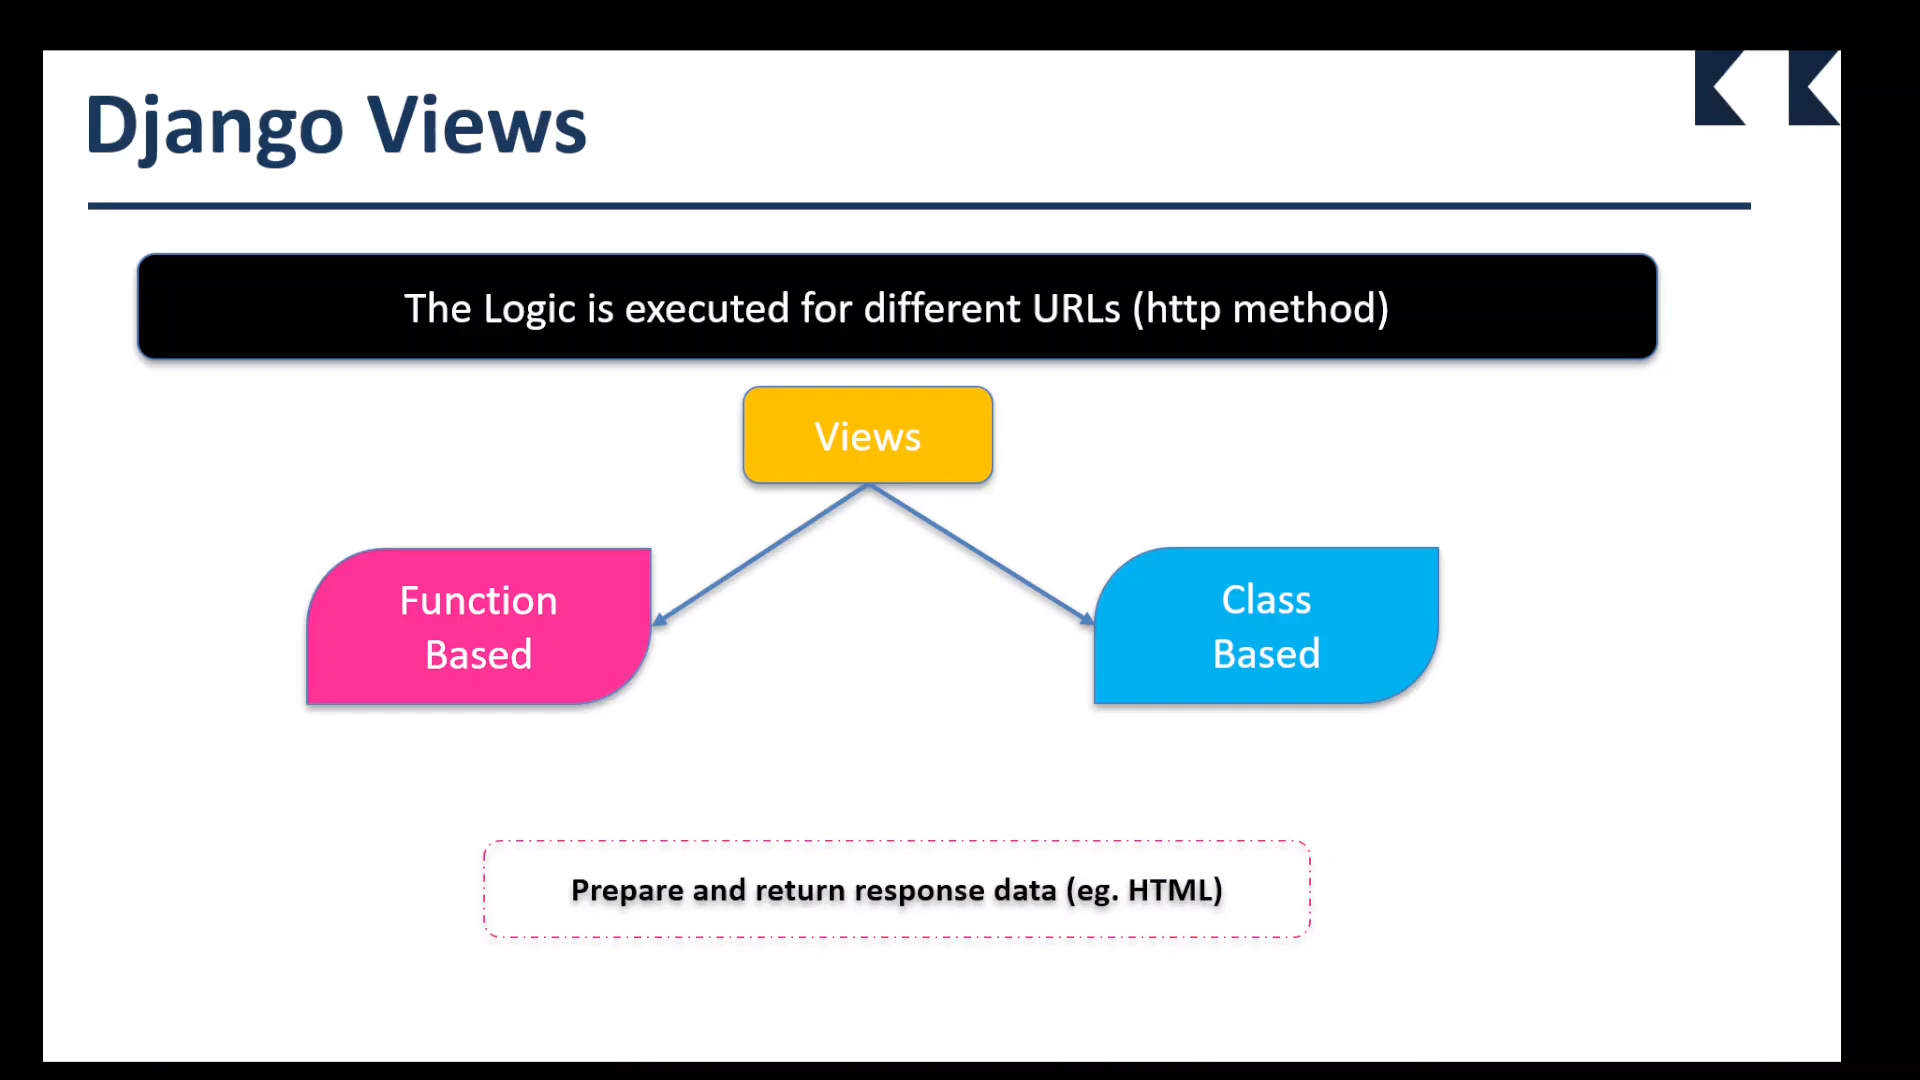 Django Views
The Logic is executed for different URLs (http method)
Views
Function
Based
Class
Based
Prepare and return response data (eg. HTML)